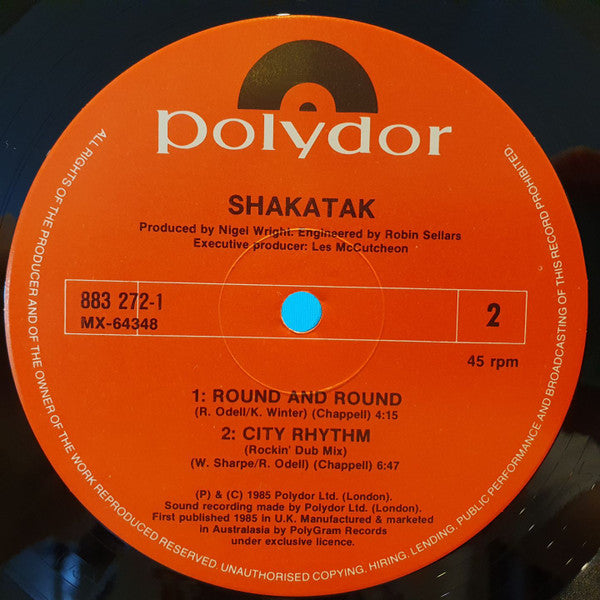 polydor
SHAKATAK
Produced by Nigel Wright. Engineered by Robin Sellars
Executive producer: Les McCutcheon
883 272-1
MX-64348
2
45 rpm
1: ROUND AND ROUND
(R. Odell/K. Winter) (Chappell) 4:15
2: CITY RHYTHM
(Rockin' Dub Mix)
(W. Sharpe/R. Odell) (Chappell) 6:47
(P) & (C) 1985 Polydor Ltd. (London).
Sound recording made by Polydor Ltd. (London).
First published 1985 in U.K. Manufactured & marketed
in Australasia by PolyGram Records
under exclusive licence.
ALL RIGHTS OF THE PRODUCER AND OF THE OWNER OF THE WORK REPRODUCED RESERVED. UNAUTHORISED COPYING. HIRING. LENDING. PUBLIC PERFORMANCE AND BROADCASTING OF THIS RECORD PROHIBITED.